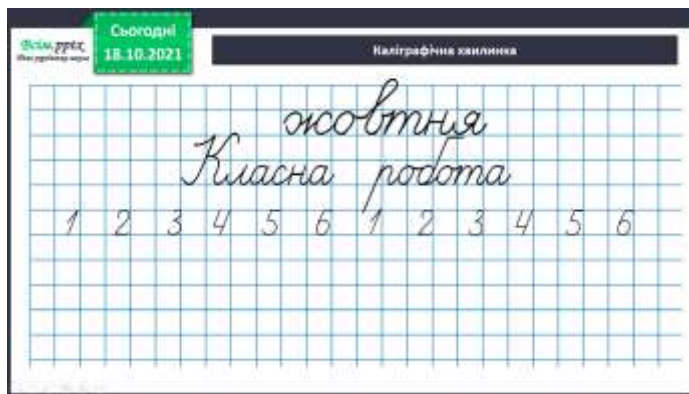 Всім.pptx
Сьогодні
18.10.2021
Каліграфічна хвилинка
жовтня
Класна робота
1 2 3 4 5 6 1 2 3 4 5 6